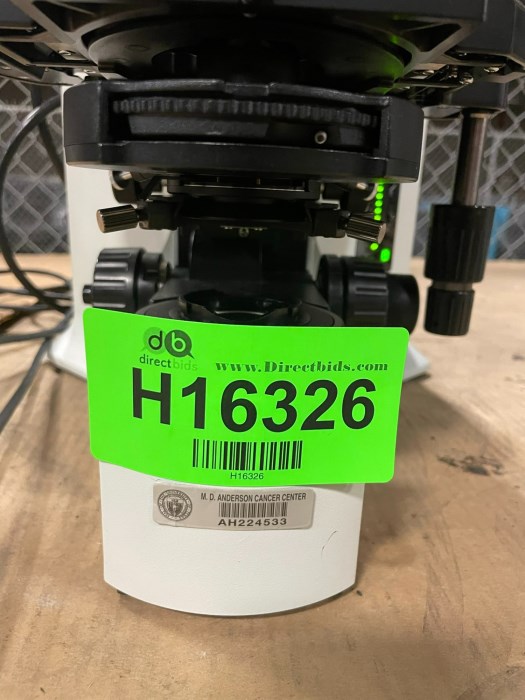 db
directbids
www.Directbids.com
H16326
H16326
M. D. ANDERSON CANCER CENTER
AH224533